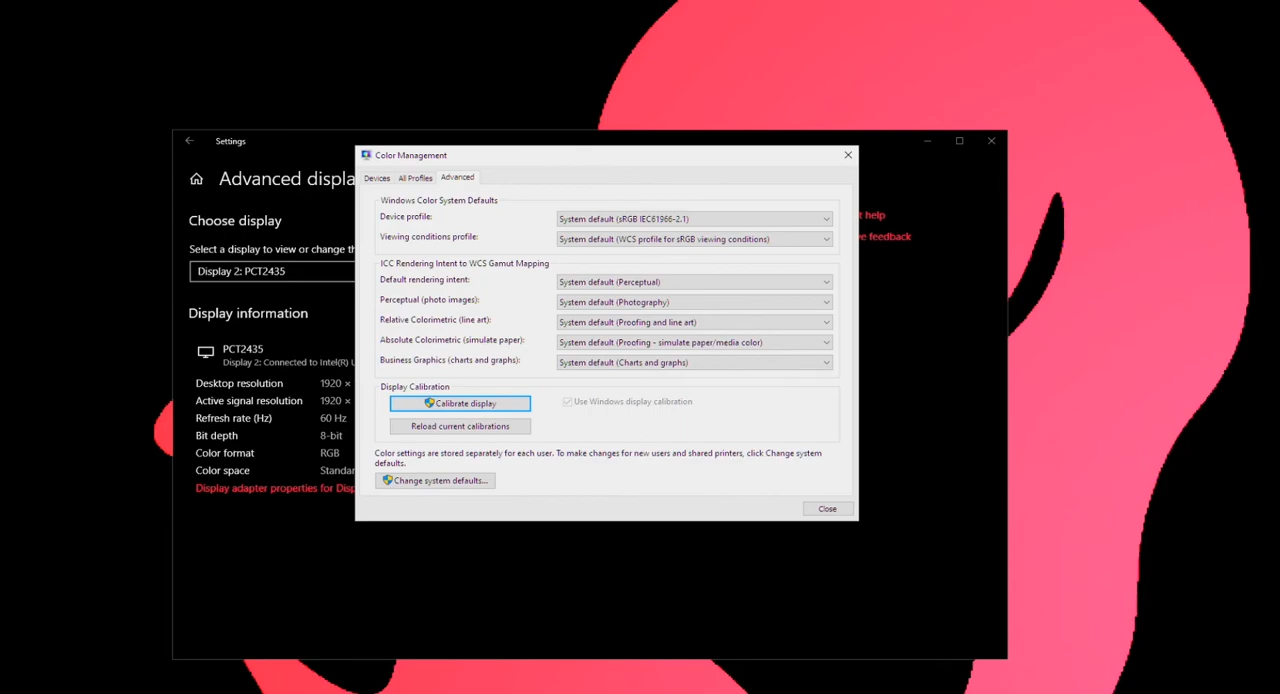 Settings
Advanced displa
Choose display
Select a display to view or change th
Display 2: PCT2435
Display information
PCT2435
Display 2: Connected to Intel(R) U
Desktop resolution 1920 ×
Active signal resolution 1920 ×
Refresh rate (Hz) 60 Hz
Bit depth 8-bit
Color format RGB
Color space Standar
Display adapter properties for Disp
t help
e feedback
Color Management
Devices All Profiles Advanced
Windows Color System Defaults
Device profile: System default (sRGB IEC61966-2.1)
Viewing conditions profile: System default (WCS profile for sRGB viewing conditions)
ICC Rendering Intent to WCS Gamut Mapping
Default rendering intent: System default (Perceptual)
Perceptual (photo images): System default (Photography)
Relative Colorimetric (line art): System default (Proofing and line art)
Absolute Colorimetric (simulate paper): System default (Proofing - simulate paper/media color)
Business Graphics (charts and graphs): System default (Charts and graphs)
Display Calibration
Calibrate display Use Windows display calibration
Reload current calibrations
Color settings are stored separately for each user. To make changes for new users and shared printers, click Change system
defaults.
Change system defaults...
Close